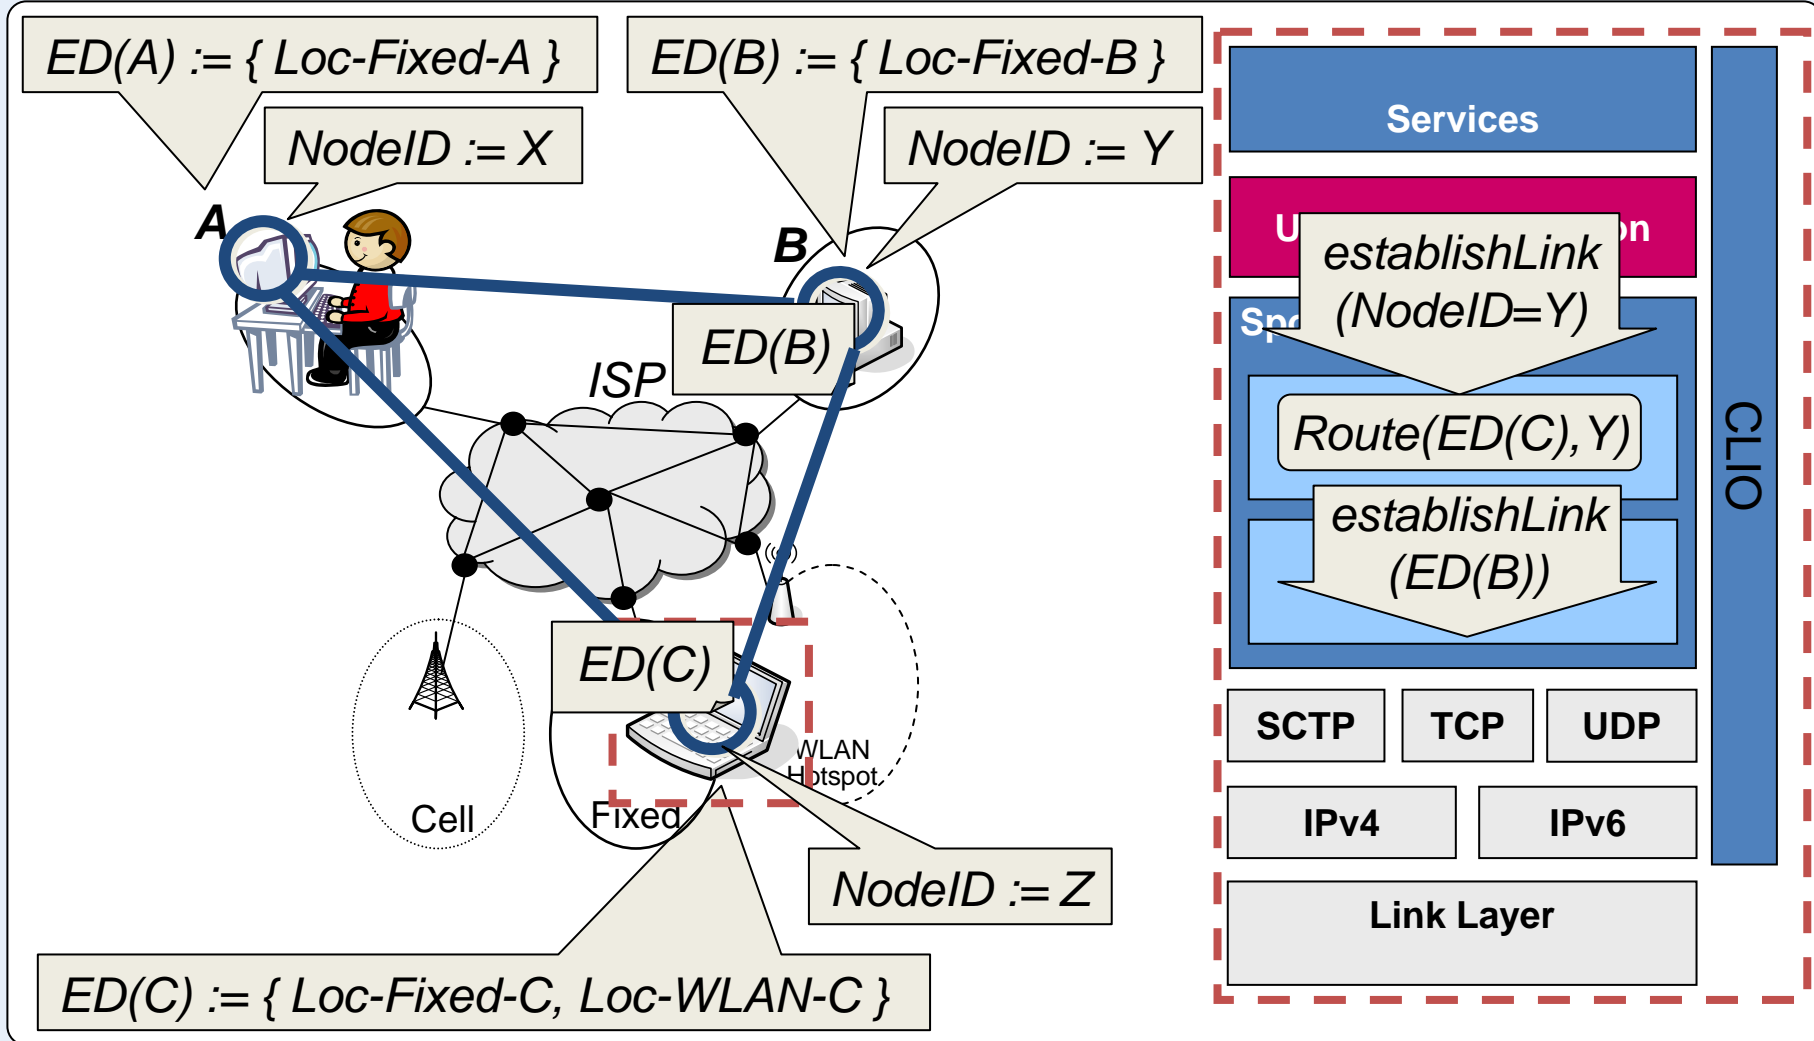 ED(A) := { Loc-Fixed-A }
ED(B) := { Loc-Fixed-B }
NodeID := X
NodeID := Y
A
B
ED(B)
ISP
ED(C)
WLAN
Hotspot
Cell
Fixed
NodeID := Z
ED(C) := { Loc-Fixed-C, Loc-WLAN-C }
Services
establishLink
(NodeID=Y)
Route(ED(C),Y)
establishLink
(ED(B))
CLIO
SCTP
TCP
UDP
IPv4
IPv6
Link Layer